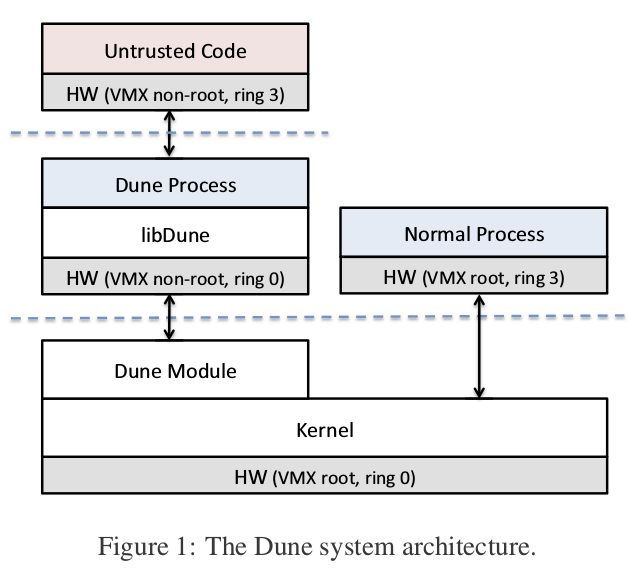 Untrusted Code
HW (VMX non-root, ring 3)
Dune Process
libDune
HW (VMX non-root, ring 0)
Normal Process
HW (VMX root, ring 3)
Dune Module
Kernel
HW (VMX root, ring 0)
Figure 1: The Dune system architecture.